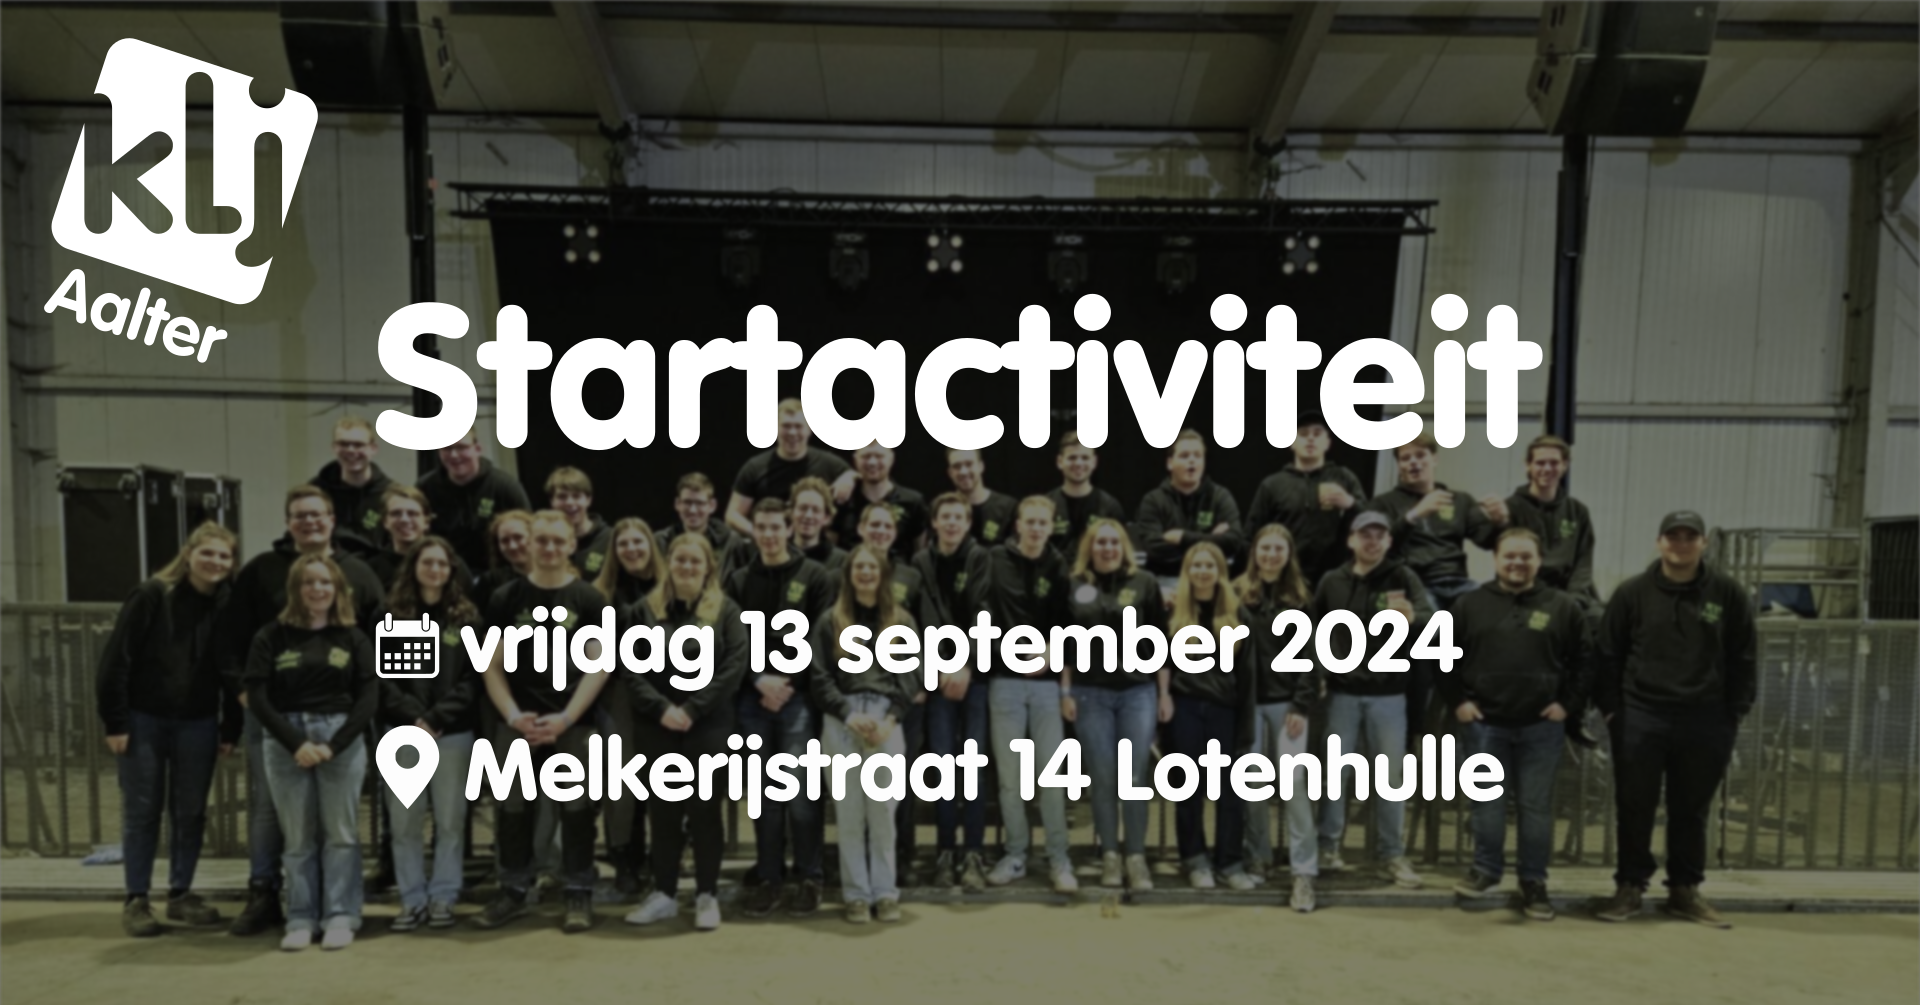 KLJ
Aalter
Startactiviteit
vrijdag 13 september 2024
Melkerijstraat 14 Lotenhulle